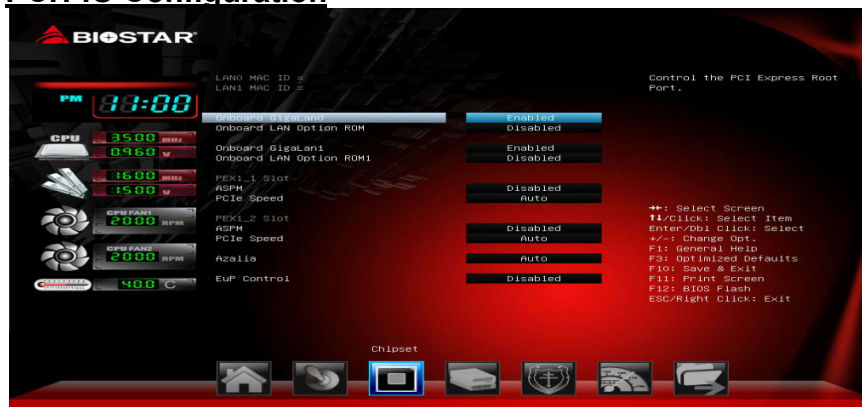 BIOSTAR
LAN0 MAC ID =
LAN1 MAC ID =
Control the PCI Express Root
Port.
PM 11:00
Onboard GigaLan0 Enabled
Onboard LAN Option ROM Disabled
CPU 3500 MHz
0.960 V
Onboard GigaLan1 Enabled
Onboard LAN Option ROM1 Disabled
1600 MHz
1.500 V
PEX1_1 Slot
ASPM Disabled
PCIe Speed Auto
CPU FAN1
2000 RPM
PEX1_2 Slot
ASPM Disabled
PCIe Speed Auto
CPU FAN2
2000 RPM
Azalia Auto
40.0 C
EuP Control Disabled
→←: Select Screen
↑↓/Click: Select Item
Enter/Dbl Click: Select
+/-: Change Opt.
F1: General Help
F3: Optimized Defaults
F10: Save & Exit
F11: Print Screen
F12: BIOS Flash
ESC/Right Click: Exit
Chipset